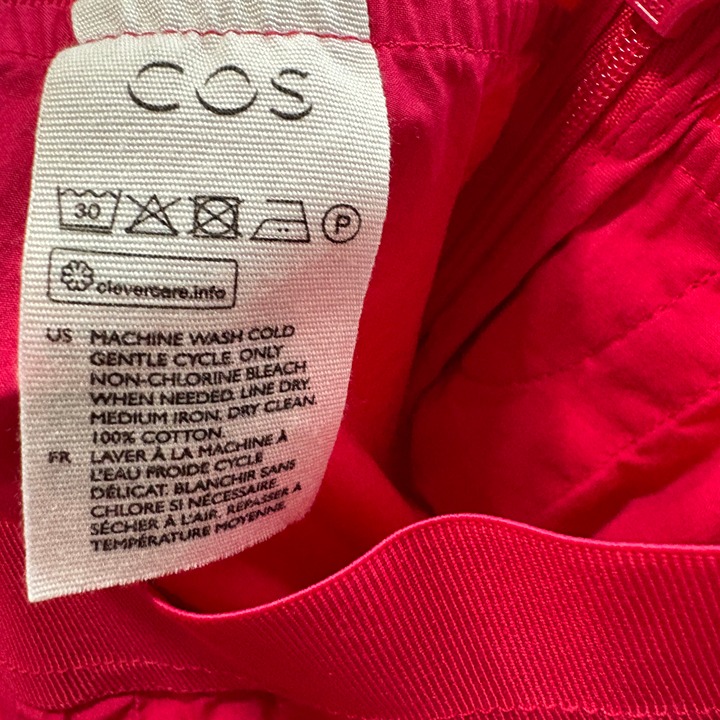 COS
30
P
clevercare.info
US MACHINE WASH COLD
GENTLE CYCLE. ONLY
NON-CHLORINE BLEACH
WHEN NEEDED. LINE DRY.
MEDIUM IRON. DRY CLEAN.
100% COTTON.
FR LAVER À LA MACHINE À
L'EAU FROIDE CYCLE
DÉLICAT. BLANCHIR SANS
CHLORE SI NÉCESSAIRE.
SÉCHER À L'AIR. REPASSER À
TEMPÉRATURE MOYENNE.